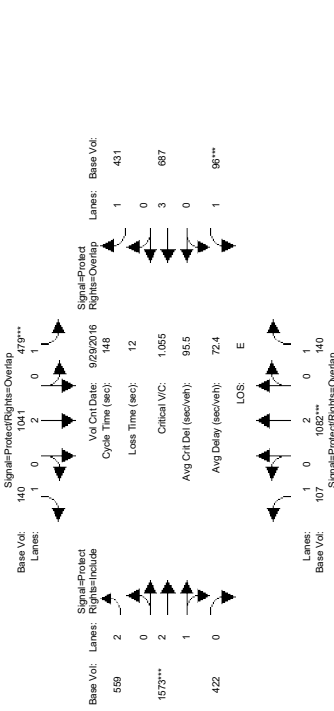 Signal=Protect/Rights=Overlap
Base Vol: 140 1041 479***
Lanes: 1 0 2 0 1
Signal=Protect
Rights=Include
Base Vol: Lanes:
559 2
0
1573*** 2
1
422 0
Vol Cnt Date: 9/29/2016
Cycle Time (sec): 148
Loss Time (sec): 12
Critical V/C: 1.055
Avg Crit Del (sec/veh): 95.5
Avg Delay (sec/veh): 72.4
LOS: E
Signal=Protect
Rights=Overlap
Lanes: Base Vol:
1 431
0
3 687
0
1 96***
Lanes: 1 0 2 0 1
Base Vol: 107 1082*** 140
Signal=Protect/Rights=Overlap